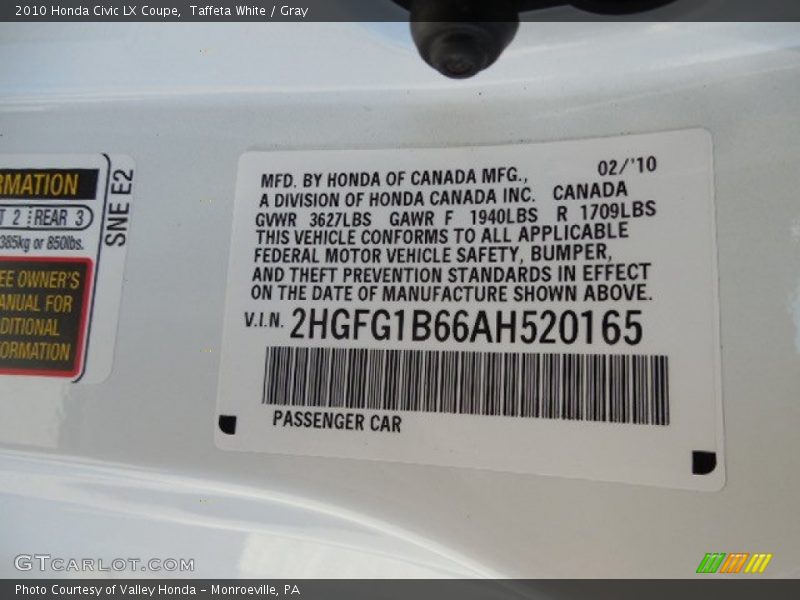 2010 Honda Civic LX Coupe, Taffeta White / Gray
RMATION
T 2 REAR 3
385kg or 850lbs.
EE OWNER'S
ANUAL FOR
DITIONAL
ORMATION
SNE E2
02/'10
MFD. BY HONDA OF CANADA MFG.,
A DIVISION OF HONDA CANADA INC. CANADA
GVWR 3627LBS GAWR F 1940LBS R 1709LBS
THIS VEHICLE CONFORMS TO ALL APPLICABLE
FEDERAL MOTOR VEHICLE SAFETY, BUMPER,
AND THEFT PREVENTION STANDARDS IN EFFECT
ON THE DATE OF MANUFACTURE SHOWN ABOVE.
V.I.N. 2HGFG1B66AH520165
PASSENGER CAR
GTCARLOT.COM
Photo Courtesy of Valley Honda - Monroeville, PA